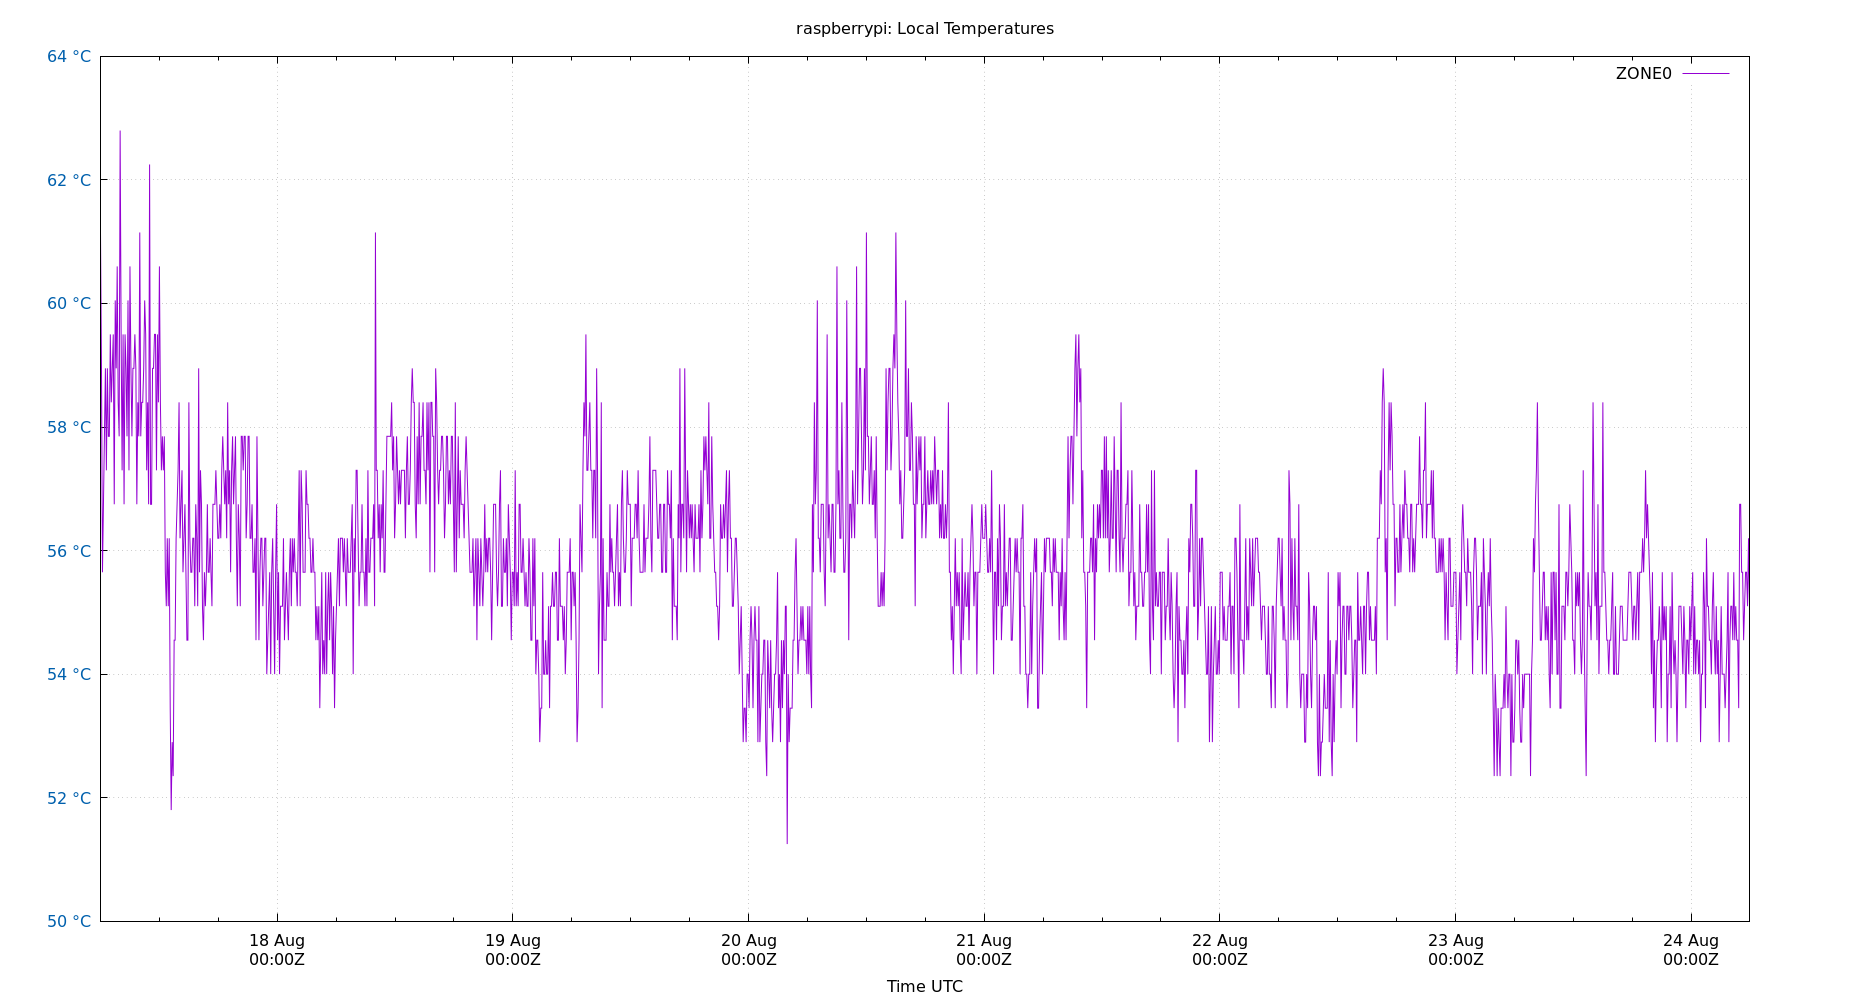 raspberrypi: Local Temperatures
64 °C
ZONE0
62 °C
60 °C
58 °C
56 °C
54 °C
52 °C
50 °C
18 Aug 19 Aug 20 Aug 21 Aug 22 Aug 23 Aug 24 Aug
00:00Z 00:00Z 00:00Z 00:00Z 00:00Z 00:00Z 00:00Z
Time UTC